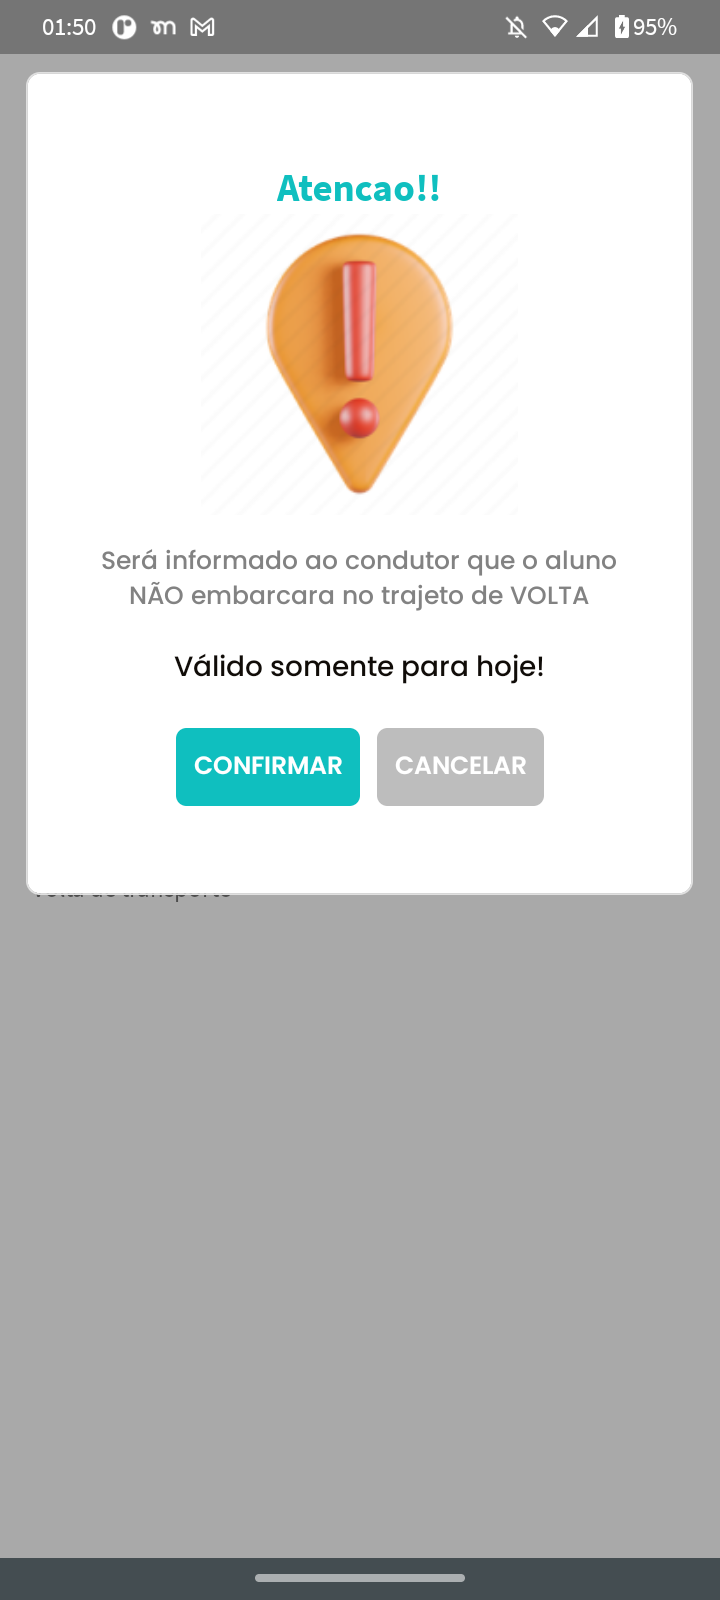 01:50
95%
Atencao!!
Será informado ao condutor que o aluno
NÃO embarcara no trajeto de VOLTA
Válido somente para hoje!
CONFIRMAR
CANCELAR